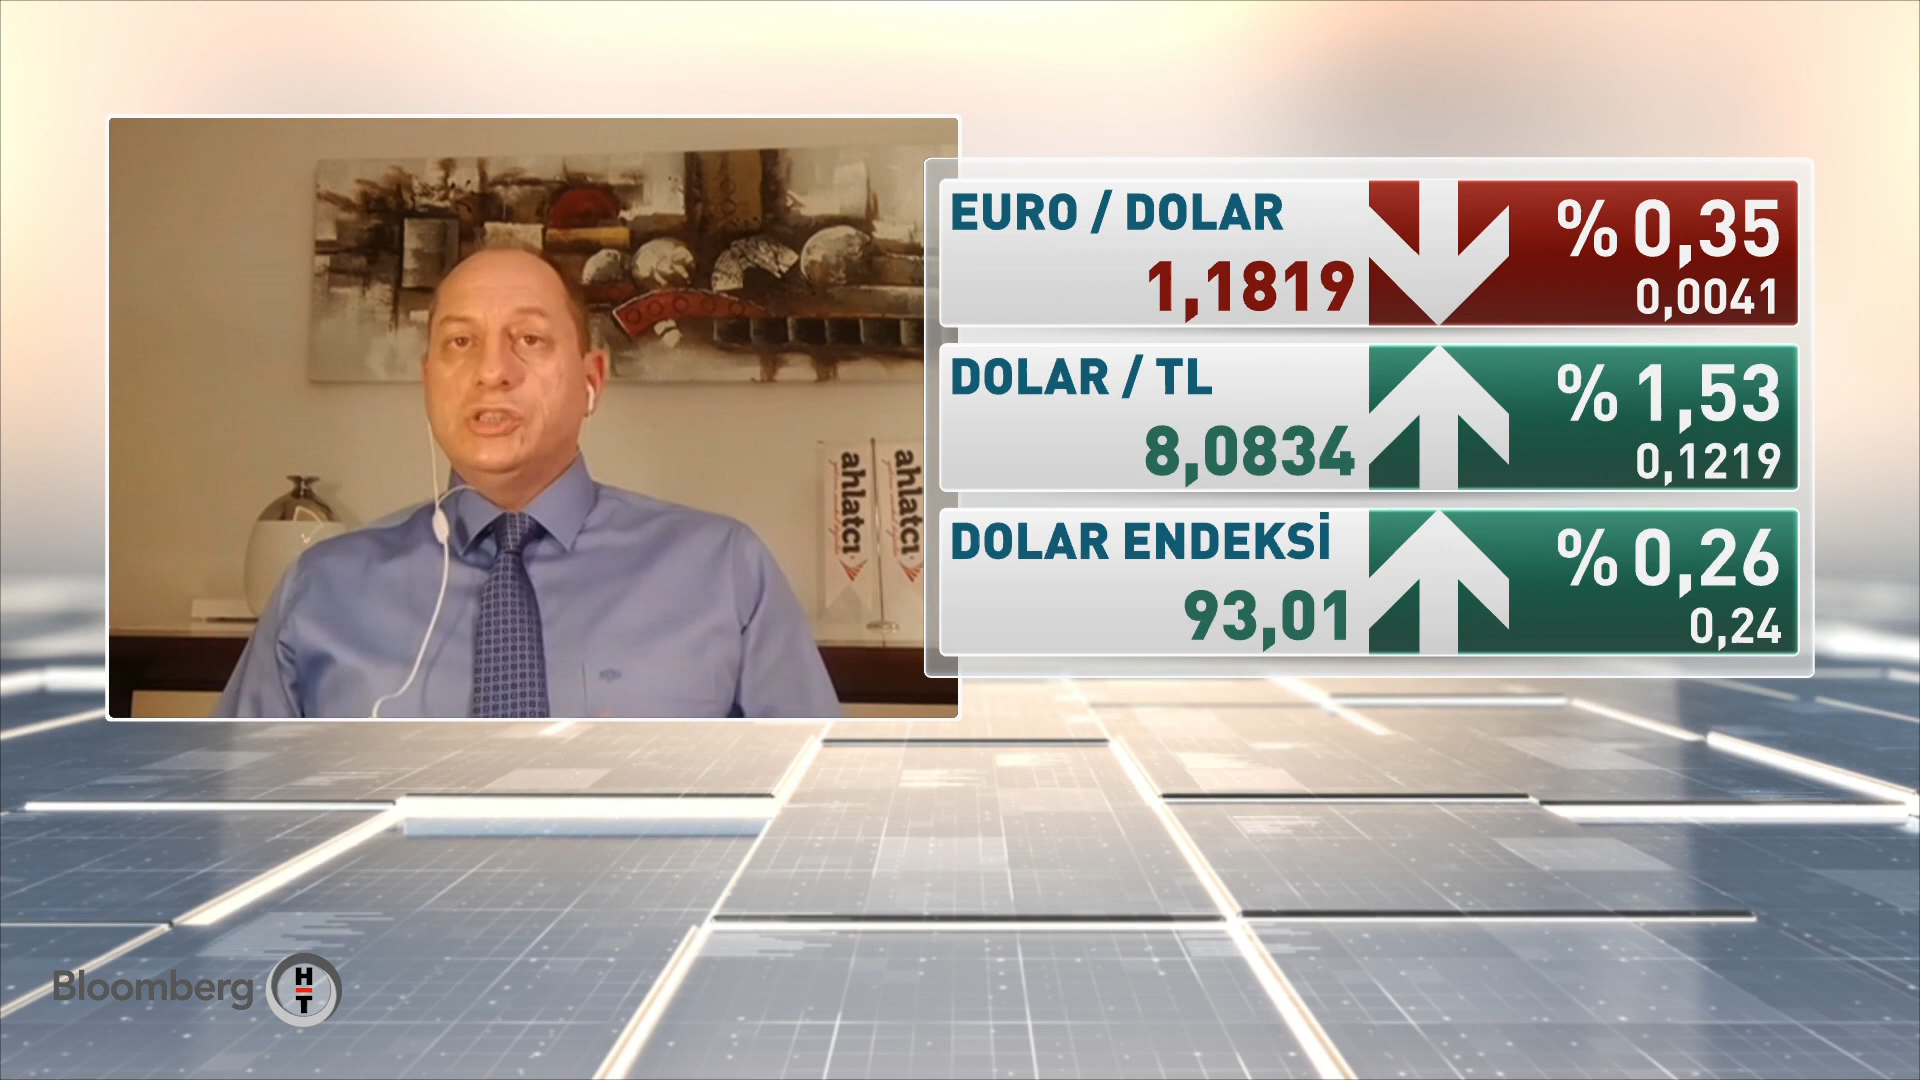 EURO / DOLAR
1,1819
% 0,35
0,0041
DOLAR / TL
8,0834
% 1,53
0,1219
DOLAR ENDEKSİ
93,01
% 0,26
0,24
ahlatcı
ahlatcı
Bloomberg HT